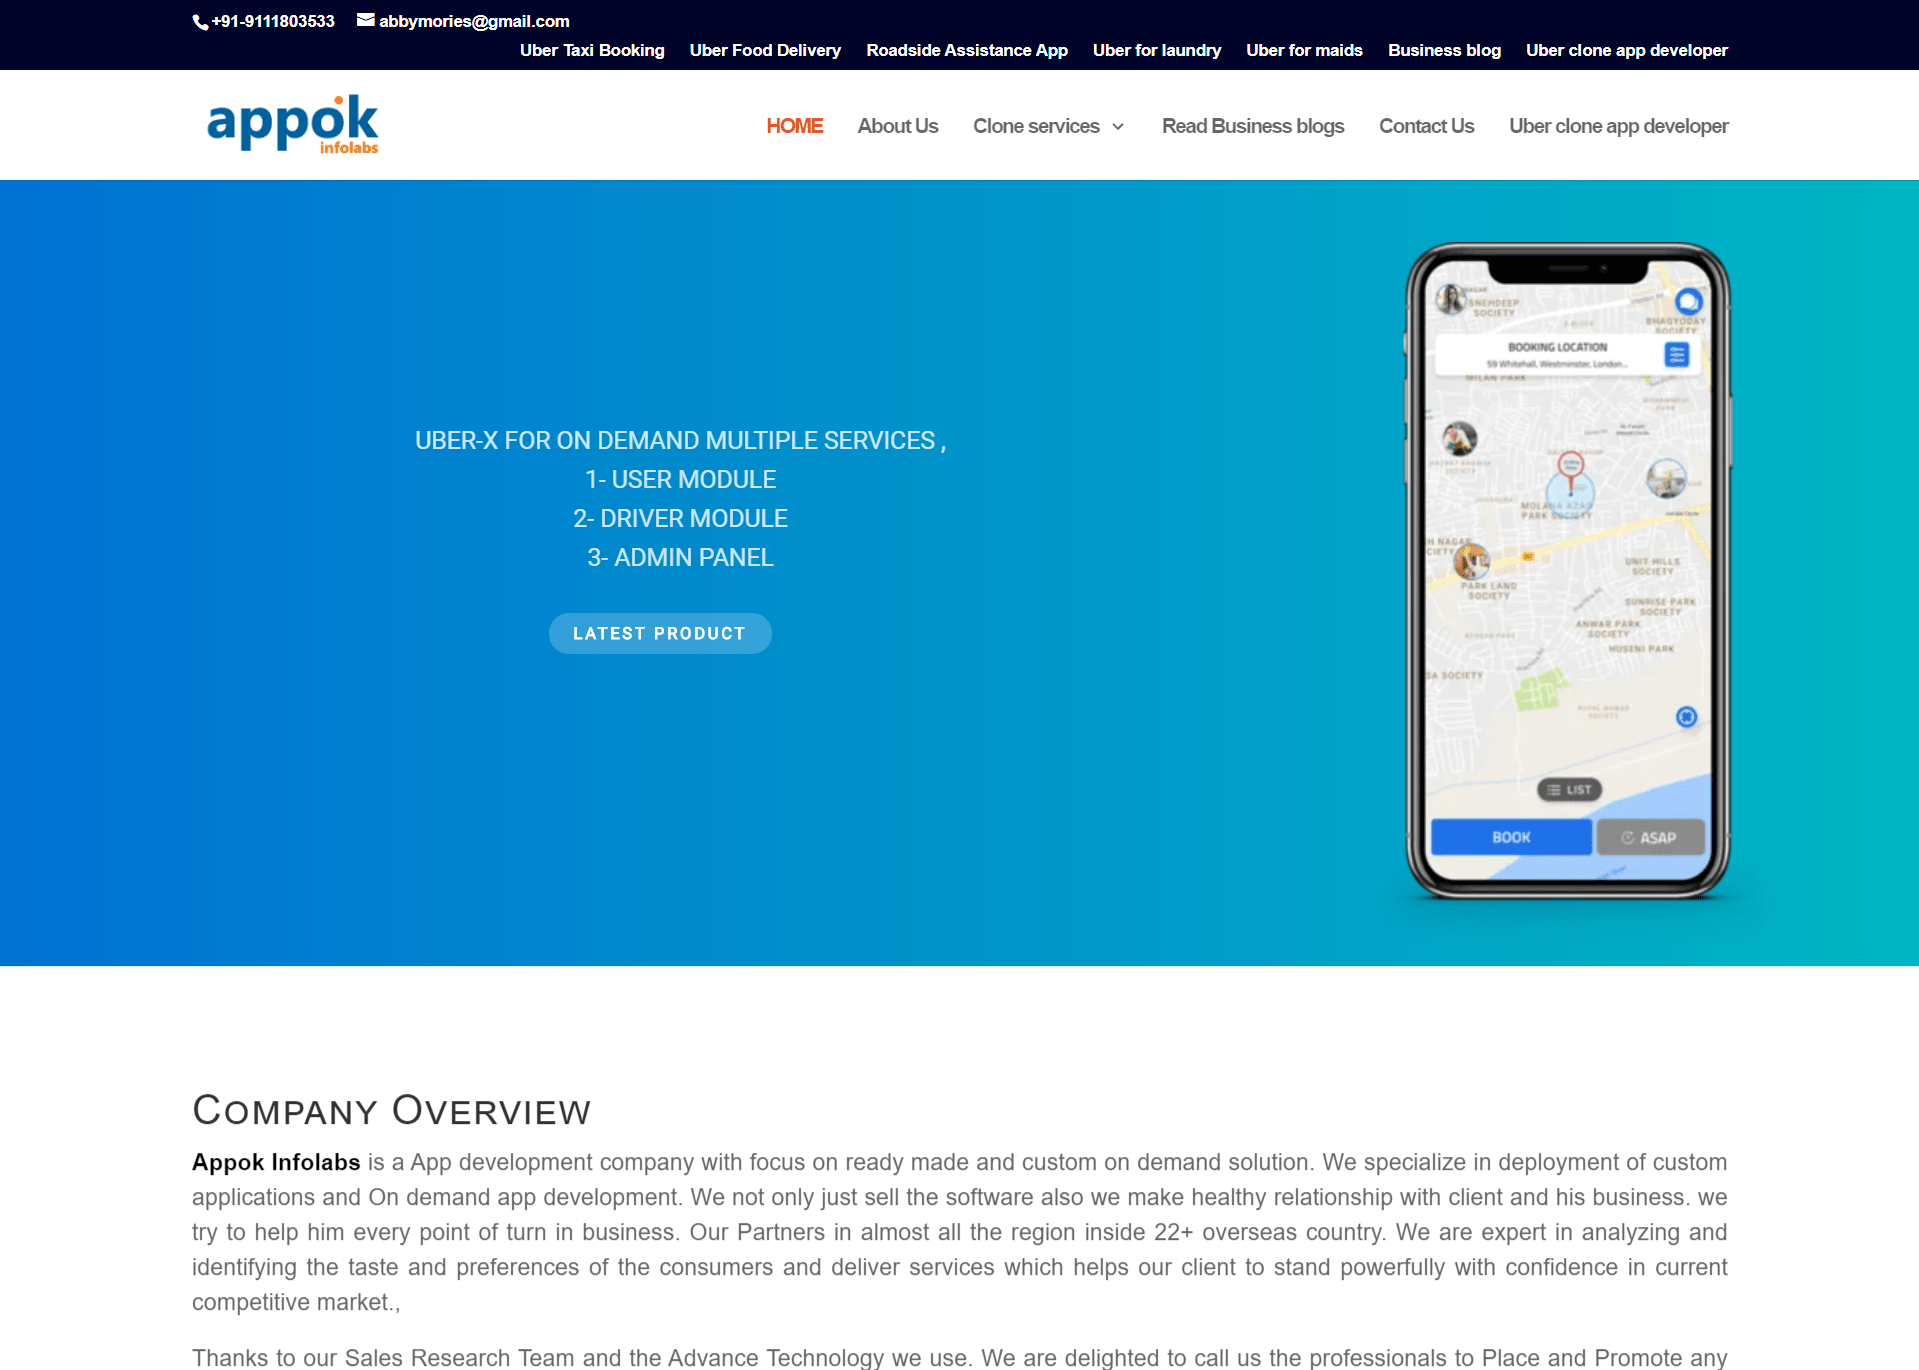 +91-9111803533 abbymories@gmail.com
Uber Taxi Booking Uber Food Delivery Roadside Assistance App Uber for laundry Uber for maids Business blog Uber clone app developer
appok
infolabs
HOME About Us Clone services Read Business blogs Contact Us Uber clone app developer
UBER-X FOR ON DEMAND MULTIPLE SERVICES ,
1- USER MODULE
2- DRIVER MODULE
3- ADMIN PANEL
LATEST PRODUCT
SNEHDEEP
SOCIETY
BHAGYODAY
SOCIETY
BOOKING LOCATION
59 Whitehall, Westminster, London...
MILAN PARK
MOLANA AZAD
PARK SOCIETY
PARK LAND
SOCIETY
UNIT HILLS
SOCIETY
SUNRISE PARK
SOCIETY
ANWAR PARK
SOCIETY
HUSENI PARK
SA SOCIETY
ROYAL ANWAR
SOCIETY
LIST
BOOK ASAP
Company Overview
Appok Infolabs is a App development company with focus on ready made and custom on demand solution. We specialize in deployment of custom
applications and On demand app development. We not only just sell the software also we make healthy relationship with client and his business. we
try to help him every point of turn in business. Our Partners in almost all the region inside 22+ overseas country. We are expert in analyzing and
identifying the taste and preferences of the consumers and deliver services which helps our client to stand powerfully with confidence in current
competitive market.,
Thanks to our Sales Research Team and the Advance Technology we use. We are delighted to call us the professionals to Place and Promote any